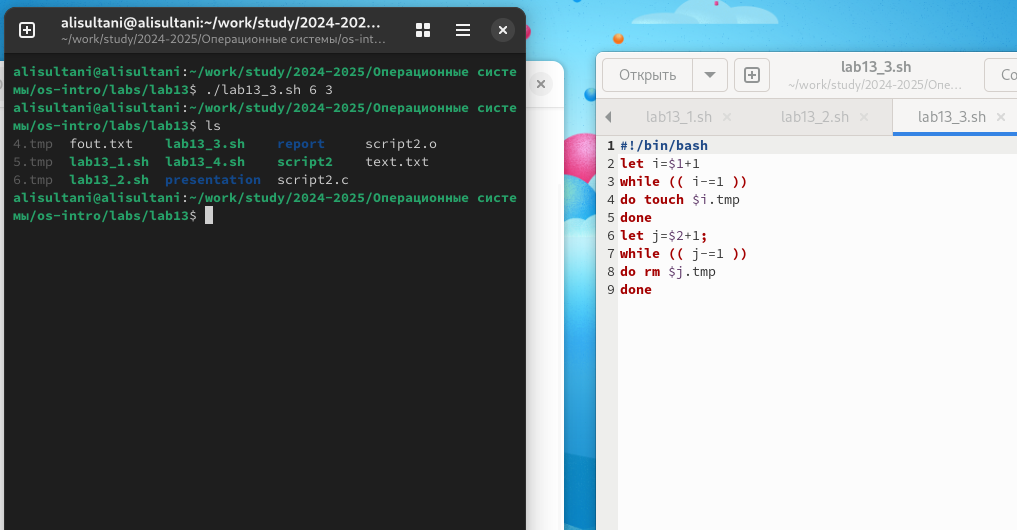 alisultani@alisultani:~/work/study/2024-202...
~/work/study/2024-2025/Операционные системы/os-int...
alisultani@alisultani:~/work/study/2024-2025/Операционные систе
мы/os-intro/labs/lab13$ ./lab13_3.sh 6 3
alisultani@alisultani:~/work/study/2024-2025/Операционные систе
мы/os-intro/labs/lab13$ ls
4.tmp fout.txt lab13_3.sh report script2.o
5.tmp lab13_1.sh lab13_4.sh script2 text.txt
6.tmp lab13_2.sh presentation script2.c
alisultani@alisultani:~/work/study/2024-2025/Операционные систе
мы/os-intro/labs/lab13$
Открыть
lab13_3.sh
~/work/study/2024-2025/Опе...
Со
lab13_1.sh
lab13_2.sh
lab13_3.sh
1 #!/bin/bash
2 let i=$1+1
3 while (( i-=1 ))
4 do touch $i.tmp
5 done
6 let j=$2+1;
7 while (( j-=1 ))
8 do rm $j.tmp
9 done